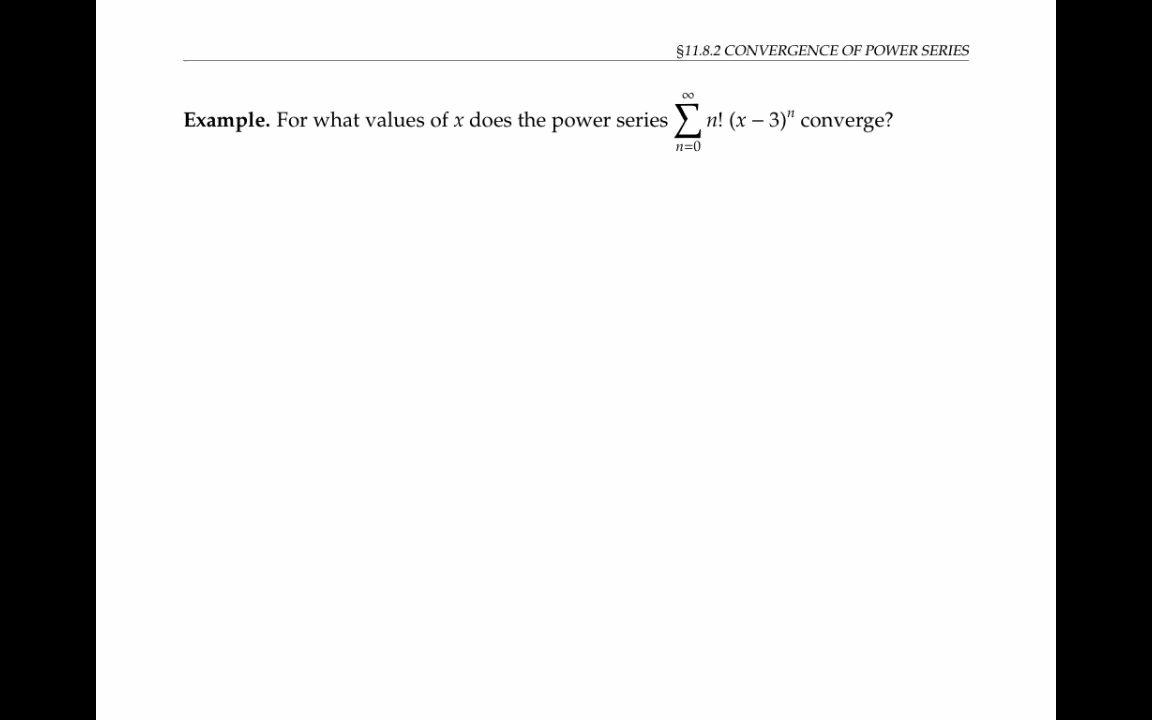 §11.8.2 CONVERGENCE OF POWER SERIES
Example. For what values of x does the power series ∑_{n=0}^{∞} n! (x − 3)^n converge?